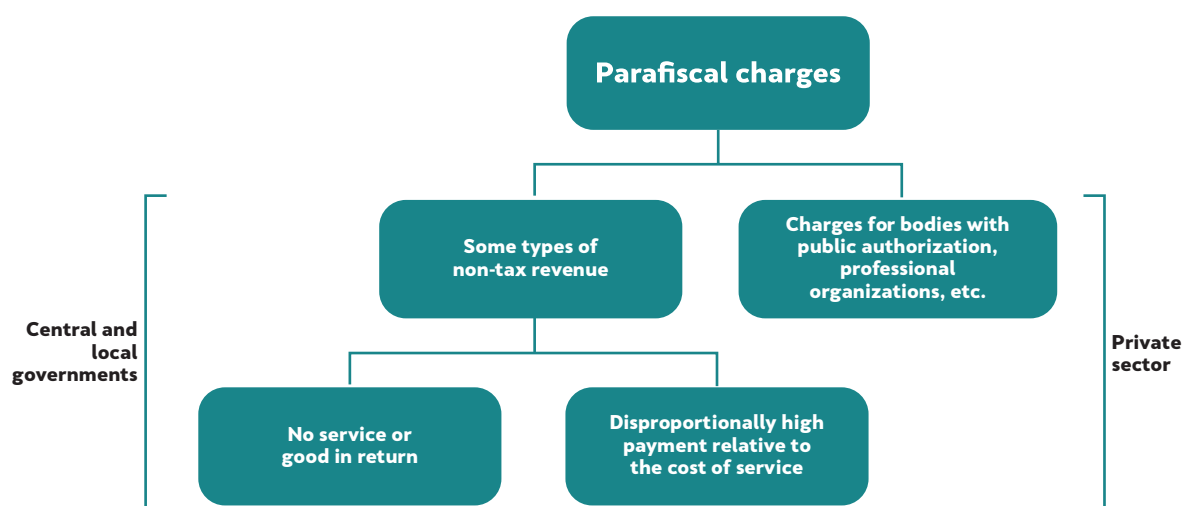 Parafiscal charges
Some types of
non-tax revenue
Charges for bodies with
public authorization,
professional
organizations, etc.
Central and
local
governments
Private
sector
No service or
good in return
Disproportionally high
payment relative to
the cost of service